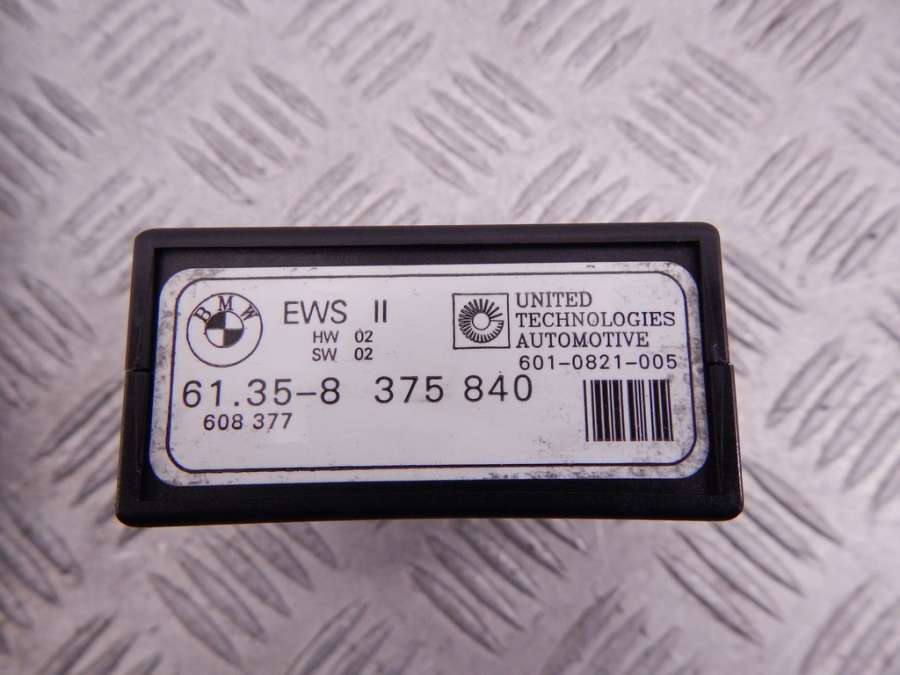 BMW
EWS II
HW 02
SW 02
UNITED
TECHNOLOGIES
AUTOMOTIVE
601-0821-005
61.35-8 375 840
608 377